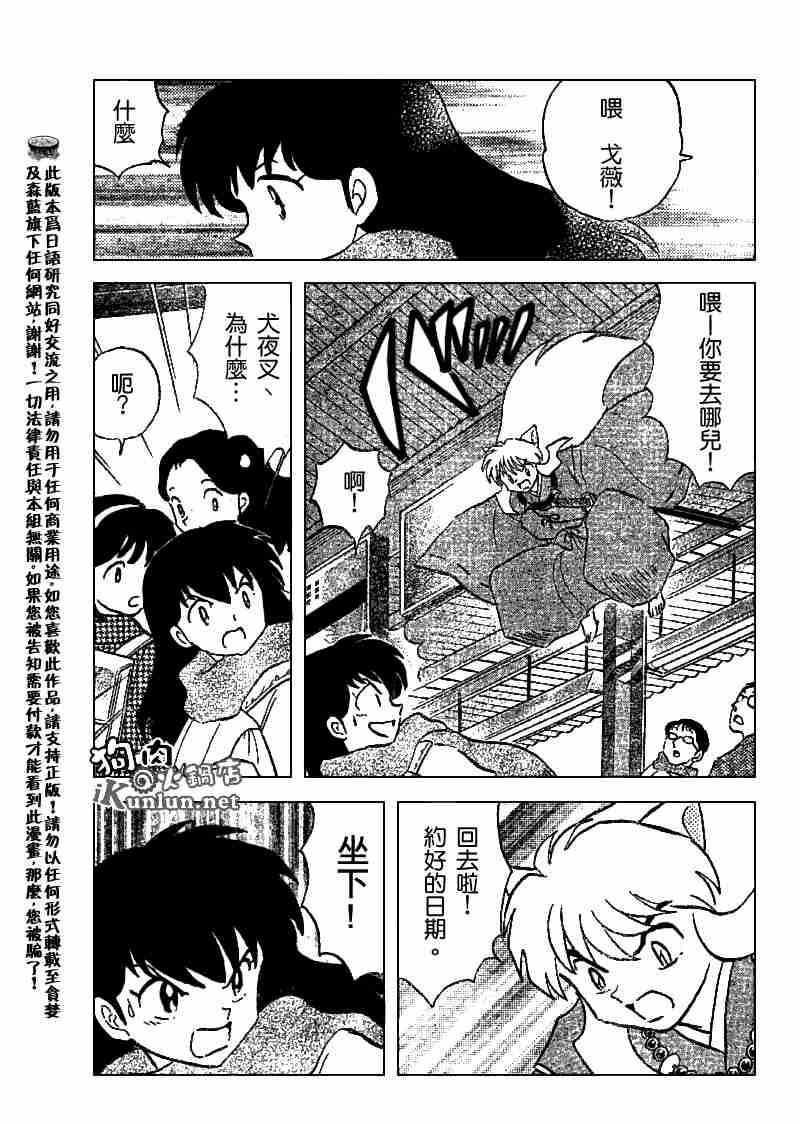 喂 戈薇！
什麼
喂－你要去哪兒！
啊！
犬夜叉、
為什麼…
呃？
回去啦！
約好的日期。
坐下！
狗肉
火鍋店
iKunlun.net
此版本爲日語研究同好交流之用，請勿用于任何商業用途。如您喜歡此作品，請支持正版！請勿以任何形式轉載至貪婪
及森藍旗下任何網站，謝謝！一切法律責任與本組無關。如果您被告知需要付款才能看到此漫畫，那麼，您被騙了！